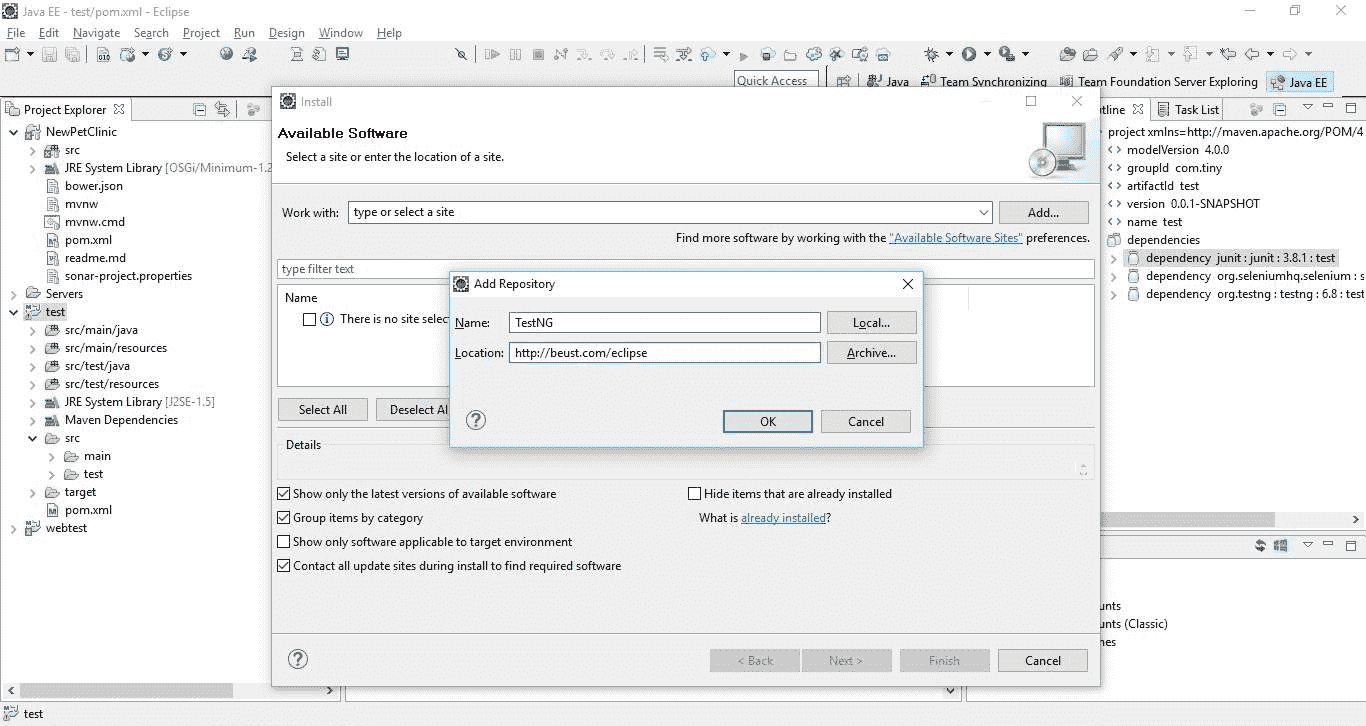 Java EE - test/pom.xml - Eclipse
File Edit Navigate Search Project Run Design Window Help
Quick Access
Java
Team Synchronizing
Team Foundation Server Exploring
Java EE
Project Explorer
NewPetClinic
src
JRE System Library [OSGi/Minimum-1.2
bower.json
mvnw
mvnw.cmd
pom.xml
readme.md
sonar-project.properties
Servers
test
src/main/java
src/main/resources
src/test/java
src/test/resources
JRE System Library [J2SE-1.5]
Maven Dependencies
src
main
test
target
pom.xml
webtest
Install
Available Software
Select a site or enter the location of a site.
Work with: type or select a site
Add...
Find more software by working with the "Available Software Sites" preferences.
type filter text
Name
There is no site selec
Select All
Deselect Al
Add Repository
Name: TestNG
Local...
Location: http://beust.com/eclipse
Archive...
OK
Cancel
Details
Show only the latest versions of available software
Hide items that are already installed
Group items by category
What is already installed?
Show only software applicable to target environment
Contact all update sites during install to find required software
< Back
Next >
Finish
Cancel
tline
Task List
project xmlns=http://maven.apache.org/POM/4
modelVersion 4.0.0
groupId com.tiny
artifactId test
version 0.0.1-SNAPSHOT
name test
dependencies
dependency junit : junit : 3.8.1 : test
dependency org.seleniumhq.selenium : s
dependency org.testng : testng : 6.8 : test
unts
unts (Classic)
nes
test